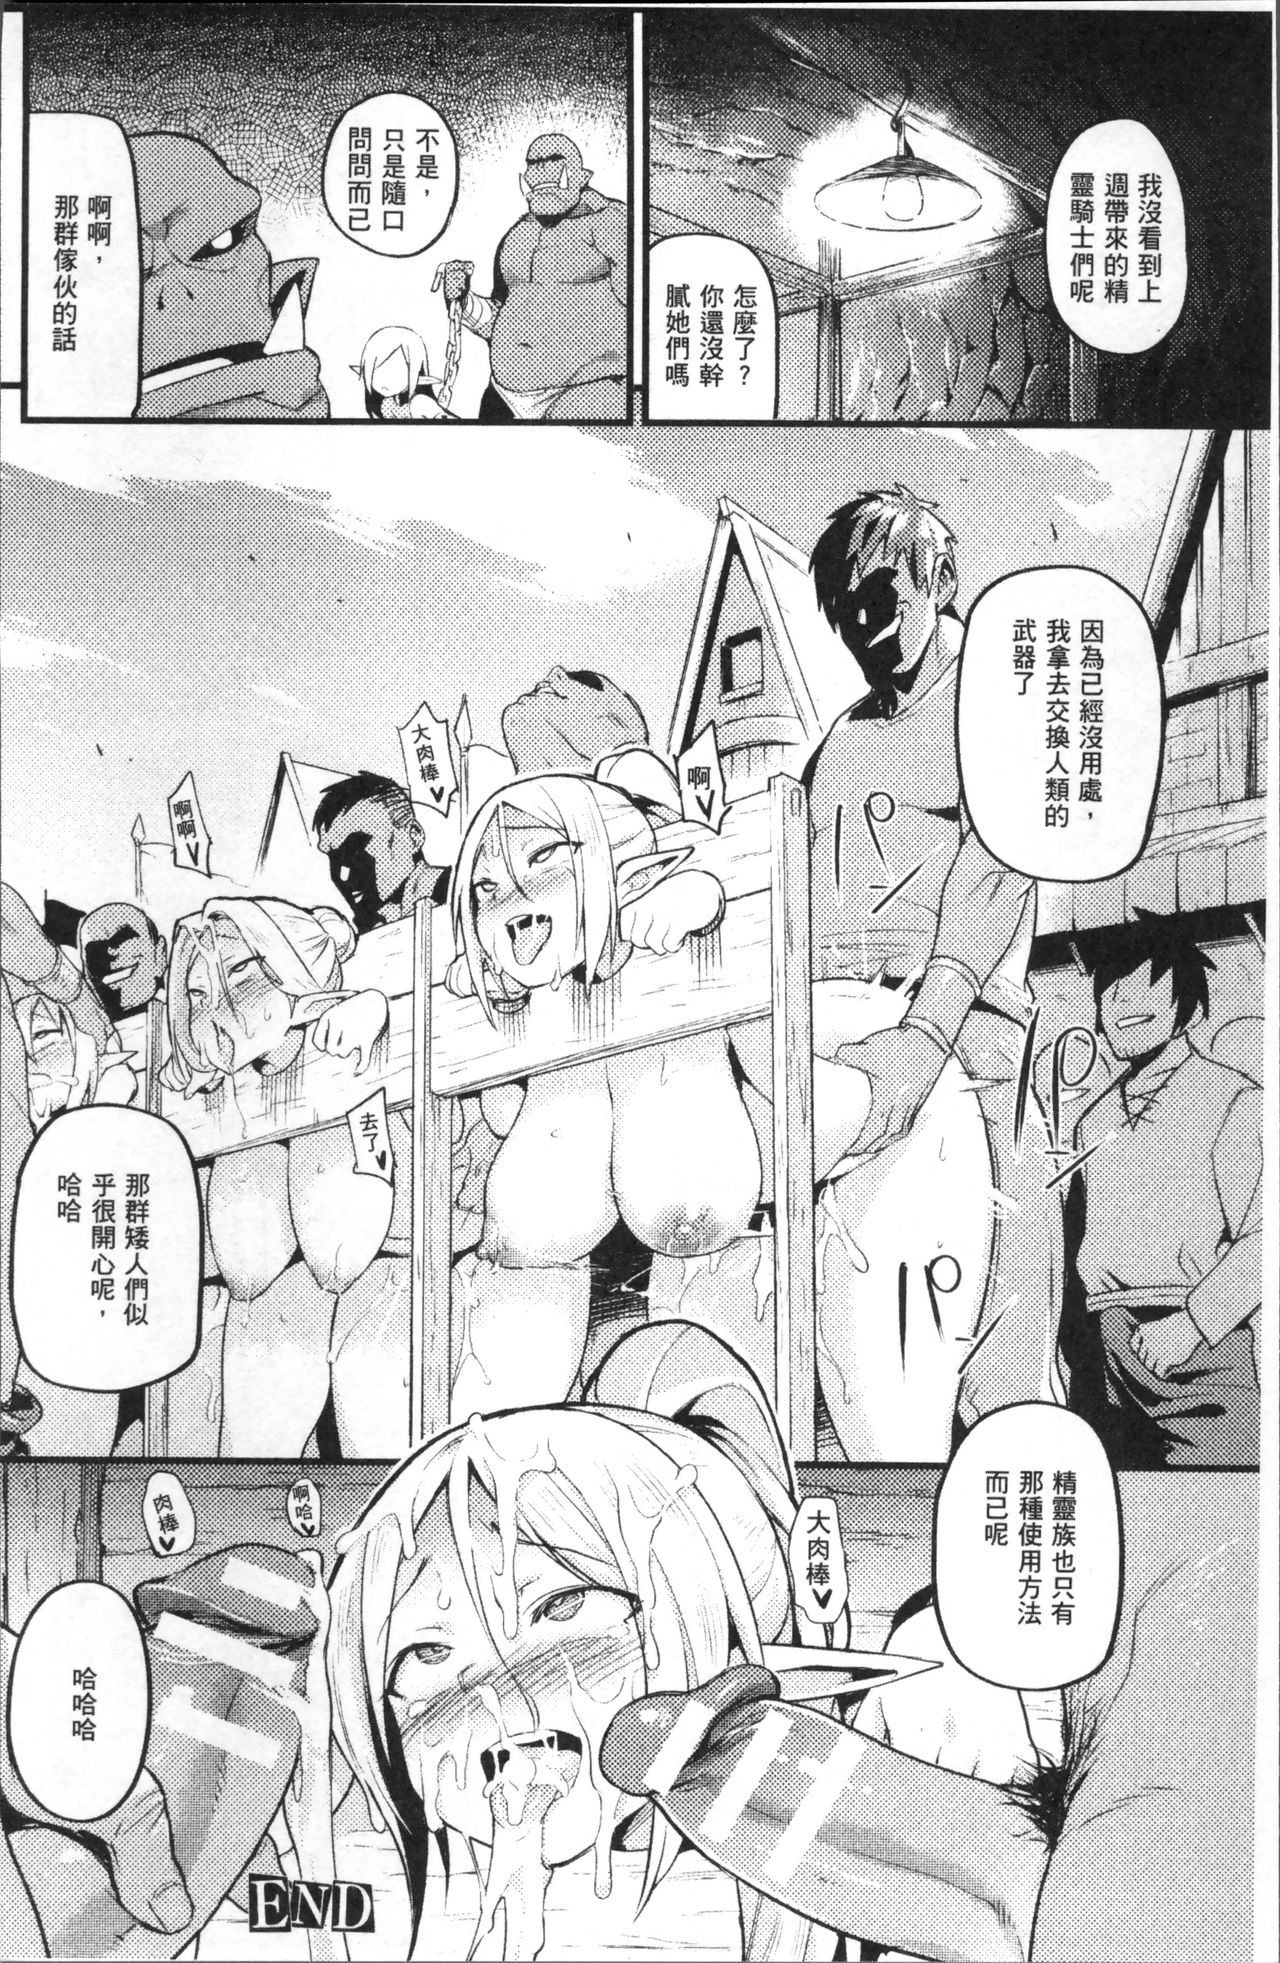 我沒看到上
週帶來的精
靈騎士們呢
怎麼了？
你還沒幹
膩她們嗎
不是，
只是隨口
問問而已
啊啊，
那群傢伙的話
因為已經沒用處，
我拿去交換人類的
武器了
啊♥
大肉棒♥
啊啊♥
パ
パ
パ
去了♥
那群矮人們似
乎很開心呢，
哈哈
精靈族也只有
那種使用方法
而已呢
大肉棒♥
啊哈♥
肉棒♥
哈哈哈
END